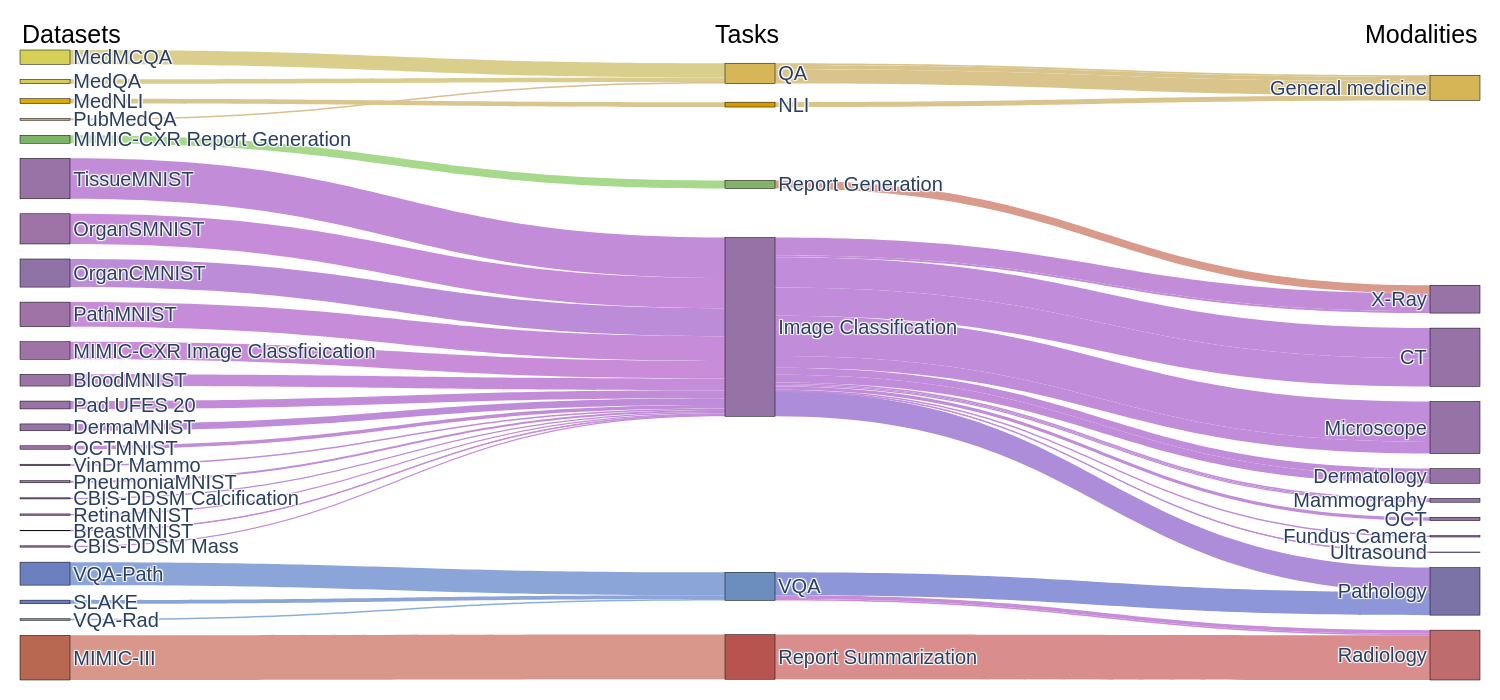 Datasets
Tasks
Modalities
MedMCQA
MedQA
MedNLI
PubMedQA
MIMIC-CXR Report Generation
TissueMNIST
OrganSMNIST
OrganCMNIST
PathMNIST
MIMIC-CXR Image Classficication
BloodMNIST
Pad UFES 20
DermaMNIST
OCTMNIST
VinDr Mammo
PneumoniaMNIST
CBIS-DDSM Calcification
RetinaMNIST
BreastMNIST
CBIS-DDSM Mass
VQA-Path
SLAKE
VQA-Rad
MIMIC-III
QA
NLI
Report Generation
Image Classification
VQA
Report Summarization
General medicine
X-Ray
CT
Microscope
Dermatology
Mammography
OCT
Fundus Camera
Ultrasound
Pathology
Radiology